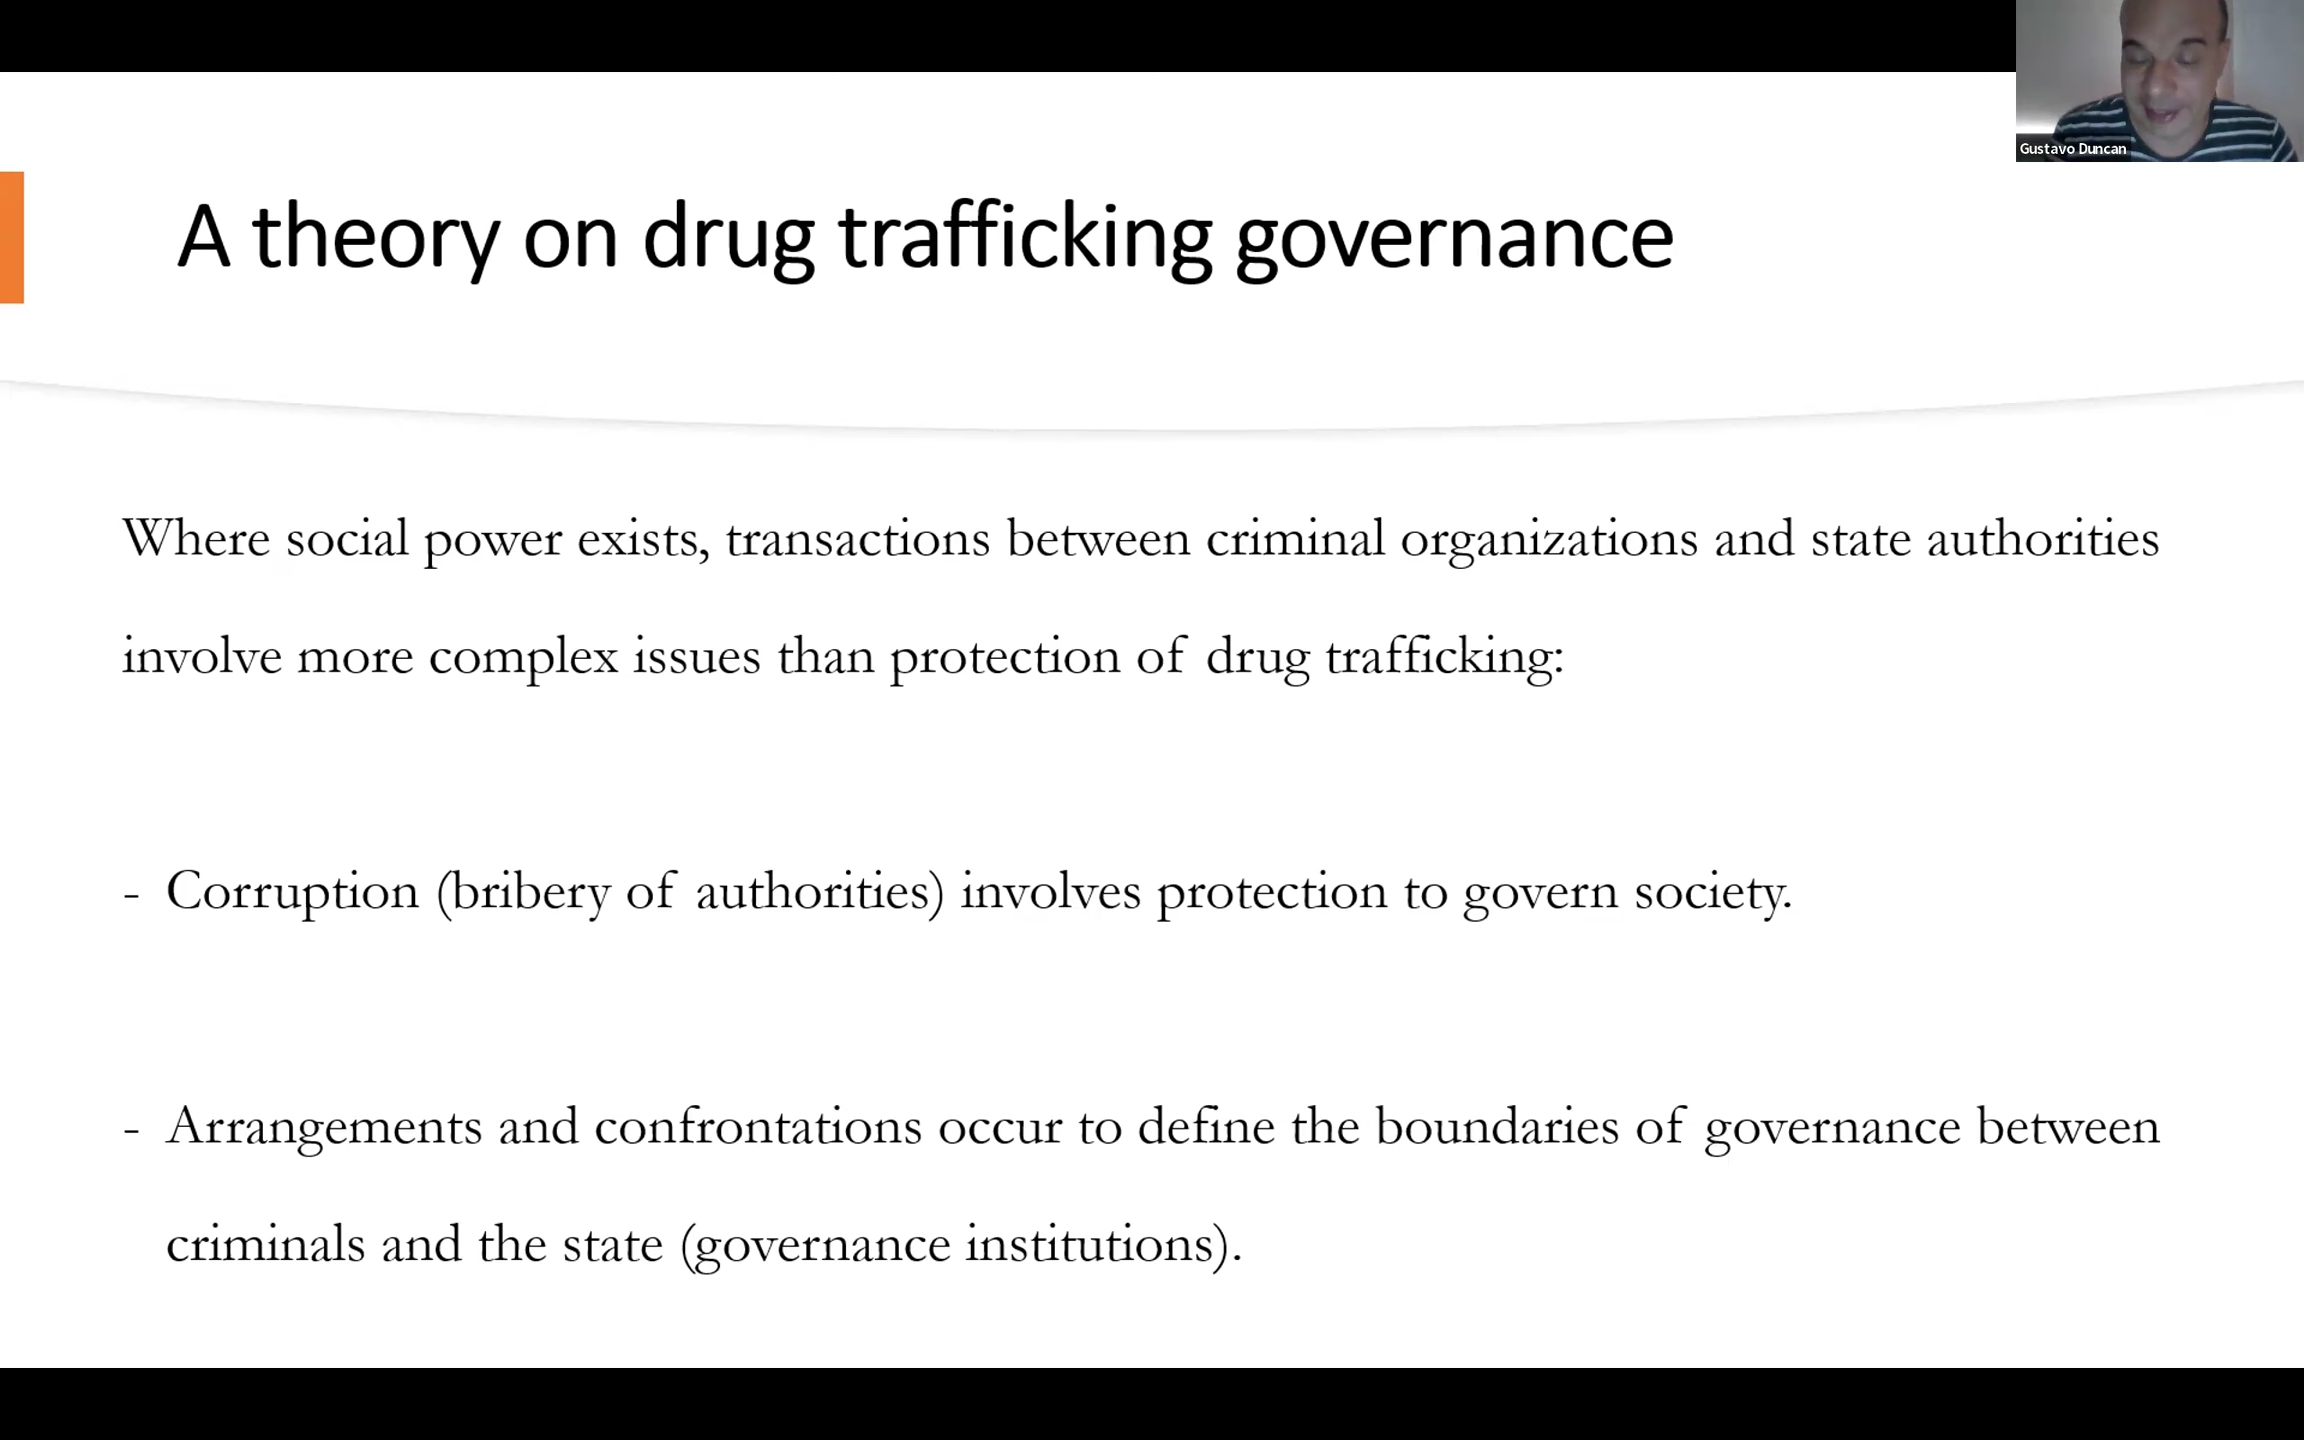 Gustavo Duncan
A theory on drug trafficking governance
Where social power exists, transactions between criminal organizations and state authorities
involve more complex issues than protection of drug trafficking:
- Corruption (bribery of authorities) involves protection to govern society.
- Arrangements and confrontations occur to define the boundaries of governance between
criminals and the state (governance institutions).